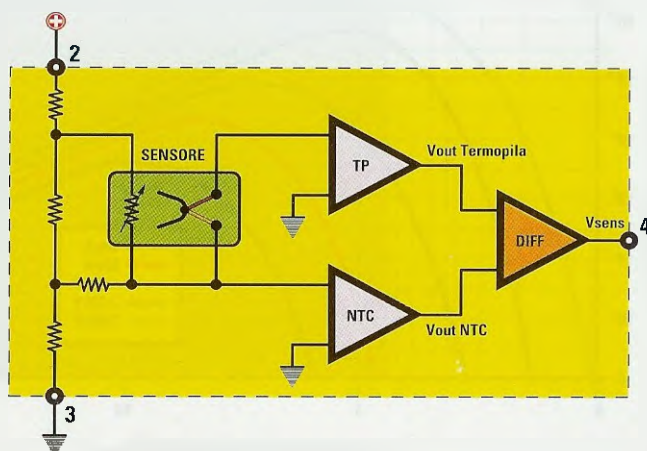 2
SENSORE
TP
Vout Termopila
DIFF
Vsens
4
NTC
Vout NTC
3